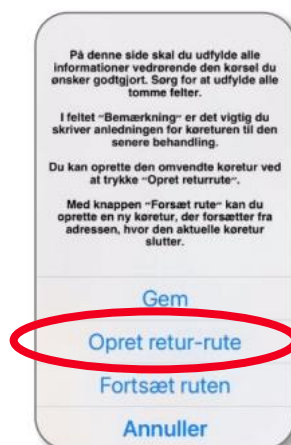 På denne side skal du udfylde alle
informationer vedrørende den kørsel du
ønsker godtgjort. Sørg for at udfylde alle
tomme felter.
I feltet "Bemærkning" er det vigtig du
skriver anledningen for køreturen til den
senere behandling.
Du kan oprette den omvendte køretur ved
at trykke "Opret returrute".
Med knappen "Forsæt rute" kan du
oprette en ny køretur, der forsætter fra
adressen, hvor den aktuelle køretur
slutter.
Gem
Opret retur-rute
Fortsæt ruten
Annuller